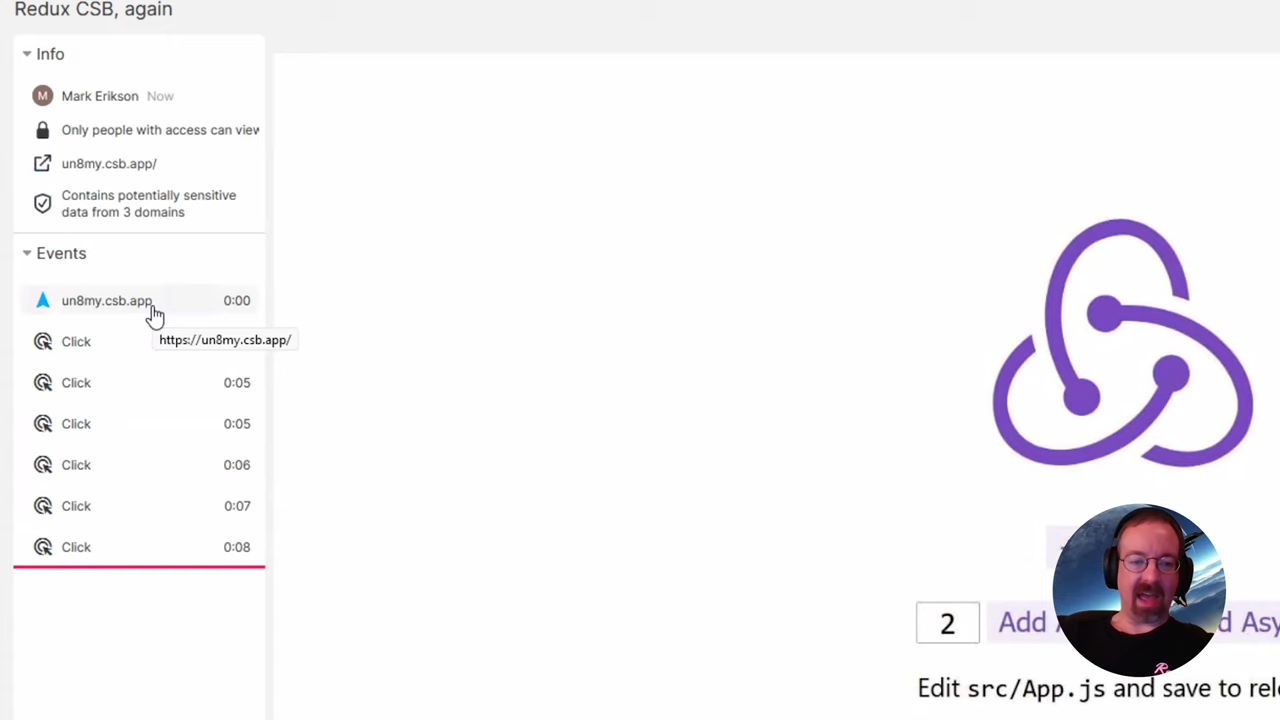 Redux CSB, again
Info
M Mark Erikson Now
Only people with access can view
un8my.csb.app/
Contains potentially sensitive
data from 3 domains
Events
un8my.csb.app 0:00
https://un8my.csb.app/
Click
Click 0:05
Click 0:05
Click 0:06
Click 0:07
Click 0:08
2 Add
Edit src/App.js and save to